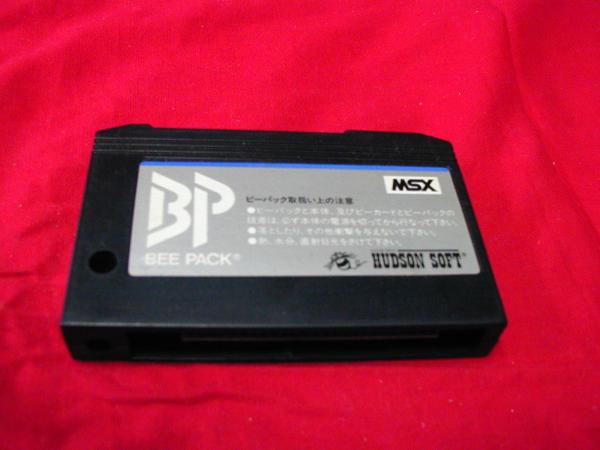 BP
BEE PACK®
MSX
ビーパック取扱い上の注意
●ビーパックと本体、及びビーカードとビーパックの
接続は、必ず本体の電源を切ってから行なって下さい。
●落としたり、その他衝撃を与えないで下さい。
●熱、水分、直射日光をさけて下さい。
HUDSON SOFT®